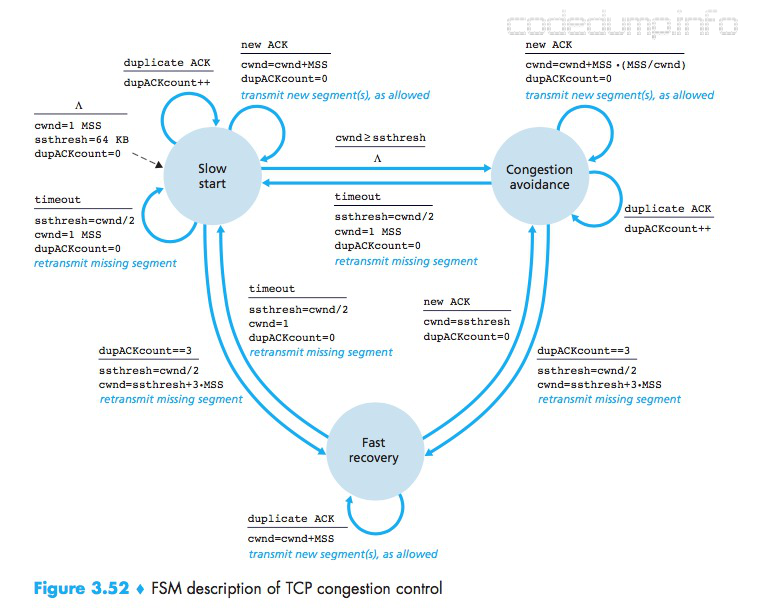 codeump.info
duplicate ACK
dupACKcount++
new ACK
cwnd=cwnd+MSS
dupACKcount=0
transmit new segment(s), as allowed
new ACK
cwnd=cwnd+MSS •(MSS/cwnd)
dupACKcount=0
transmit new segment(s), as allowed
Λ
cwnd=1 MSS
ssthresh=64 KB
dupACKcount=0
cwnd≥ssthresh
Λ
Slow
start
Congestion
avoidance
timeout
ssthresh=cwnd/2
cwnd=1 MSS
dupACKcount=0
retransmit missing segment
timeout
ssthresh=cwnd/2
cwnd=1 MSS
dupACKcount=0
retransmit missing segment
duplicate ACK
dupACKcount++
timeout
ssthresh=cwnd/2
cwnd=1
dupACKcount=0
retransmit missing segment
new ACK
cwnd=ssthresh
dupACKcount=0
dupACKcount==3
ssthresh=cwnd/2
cwnd=ssthresh+3•MSS
retransmit missing segment
dupACKcount==3
ssthresh=cwnd/2
cwnd=ssthresh+3•MSS
retransmit missing segment
Fast
recovery
duplicate ACK
cwnd=cwnd+MSS
transmit new segment(s), as allowed
Figure 3.52 ♦ FSM description of TCP congestion control